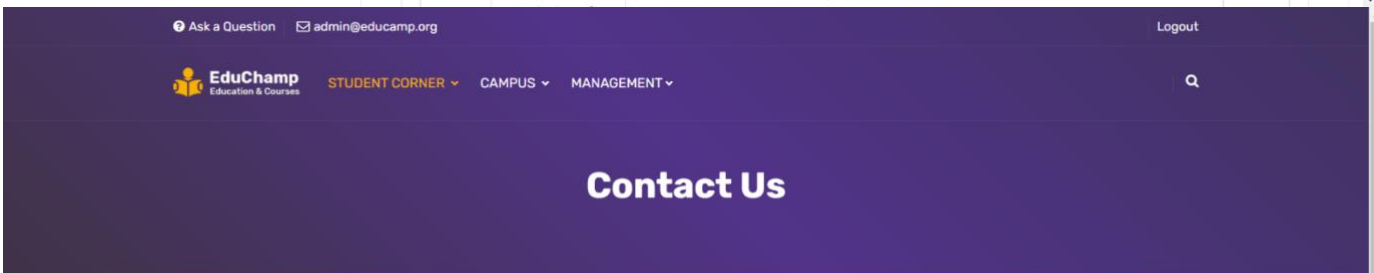 Ask a Question admin@educamp.org Logout
EduChamp
Education & Courses
STUDENT CORNER CAMPUS MANAGEMENT
Contact Us